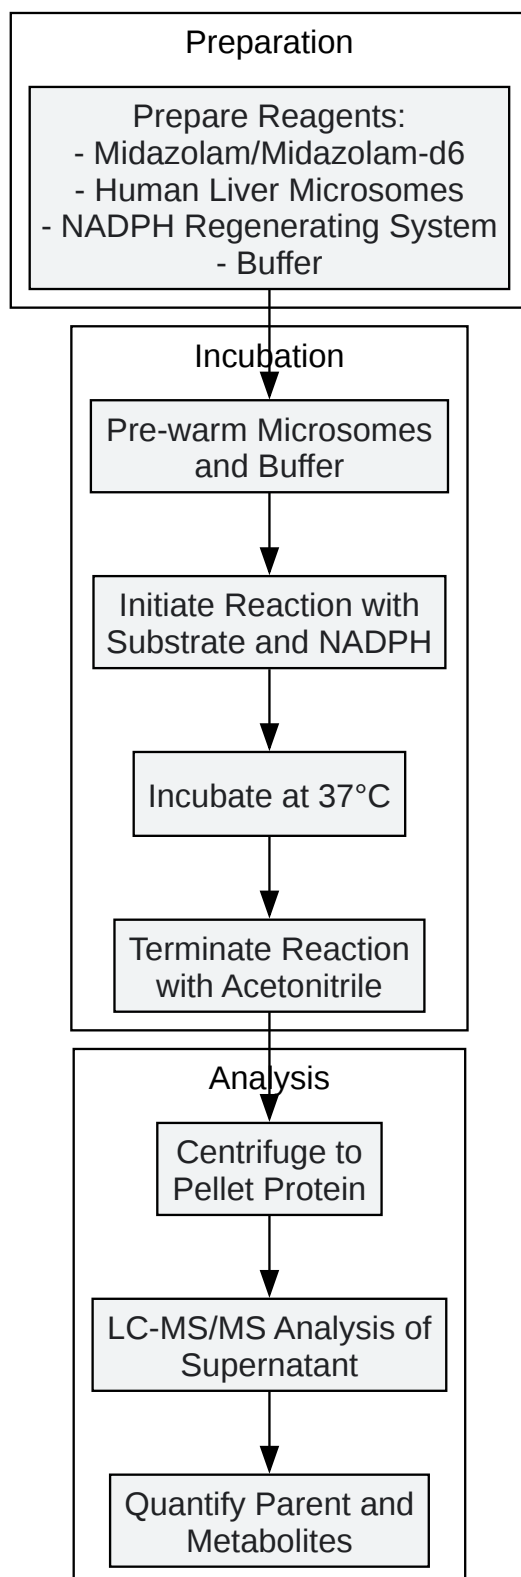 Preparation
Prepare Reagents:
- Midazolam/Midazolam-d6
- Human Liver Microsomes
- NADPH Regenerating System
- Buffer
Incubation
Pre-warm Microsomes
and Buffer
Initiate Reaction with
Substrate and NADPH
Incubate at 37°C
Terminate Reaction
with Acetonitrile
Analysis
Centrifuge to
Pellet Protein
LC-MS/MS Analysis of
Supernatant
Quantify Parent and
Metabolites